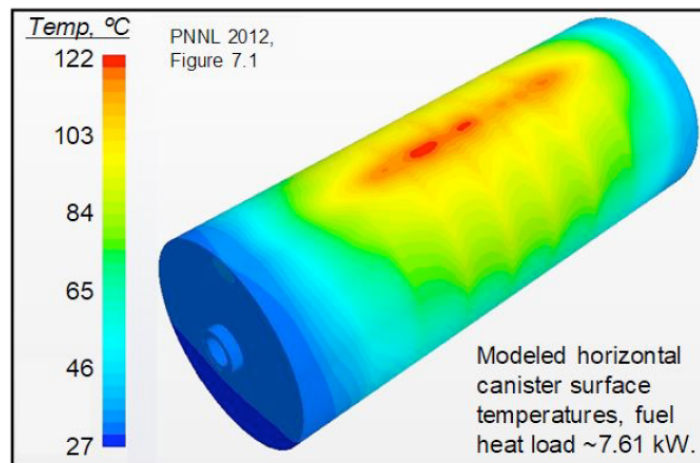 Temp, ºC
PNNL 2012,
Figure 7.1
122
103
84
65
46
27
Modeled horizontal
canister surface
temperatures, fuel
heat load ~7.61 kW.